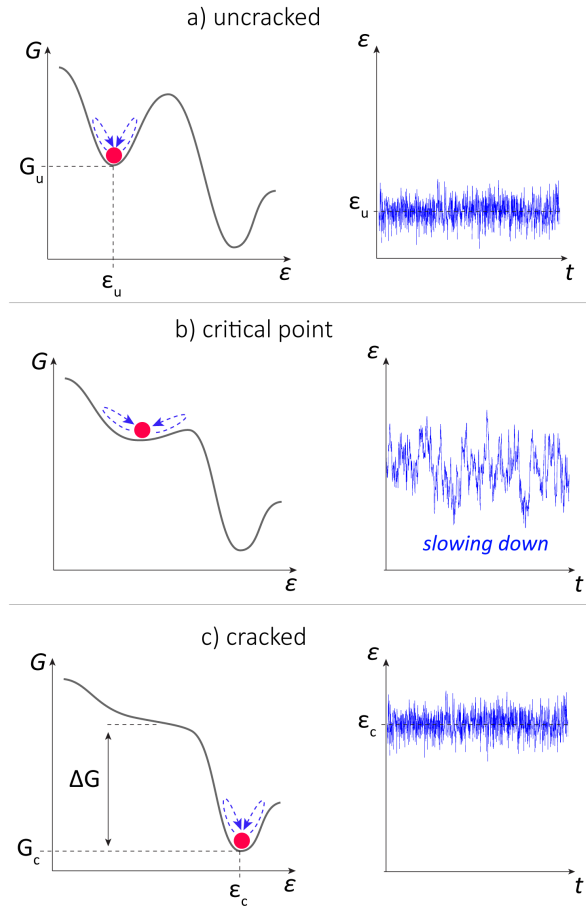 a) uncracked
G
ε
G_u
ε_u
ε_u
ε
t
b) critical point
G
ε
slowing down
ε
t
c) cracked
G
ε
ΔG
ε_c
G_c
ε_c
ε
t